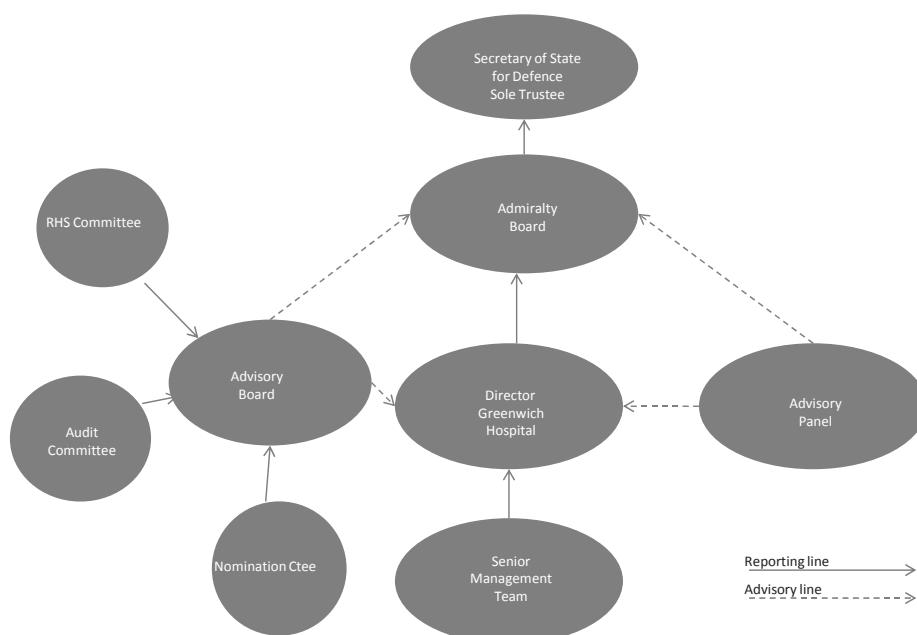 Secretary of State
for Defence
Sole Trustee
Admiralty
Board
RHS Committee
Advisory
Board
Director
Greenwich
Hospital
Advisory
Panel
Audit
Committee
Nomination Ctee
Senior
Management
Team
Reporting line
Advisory line